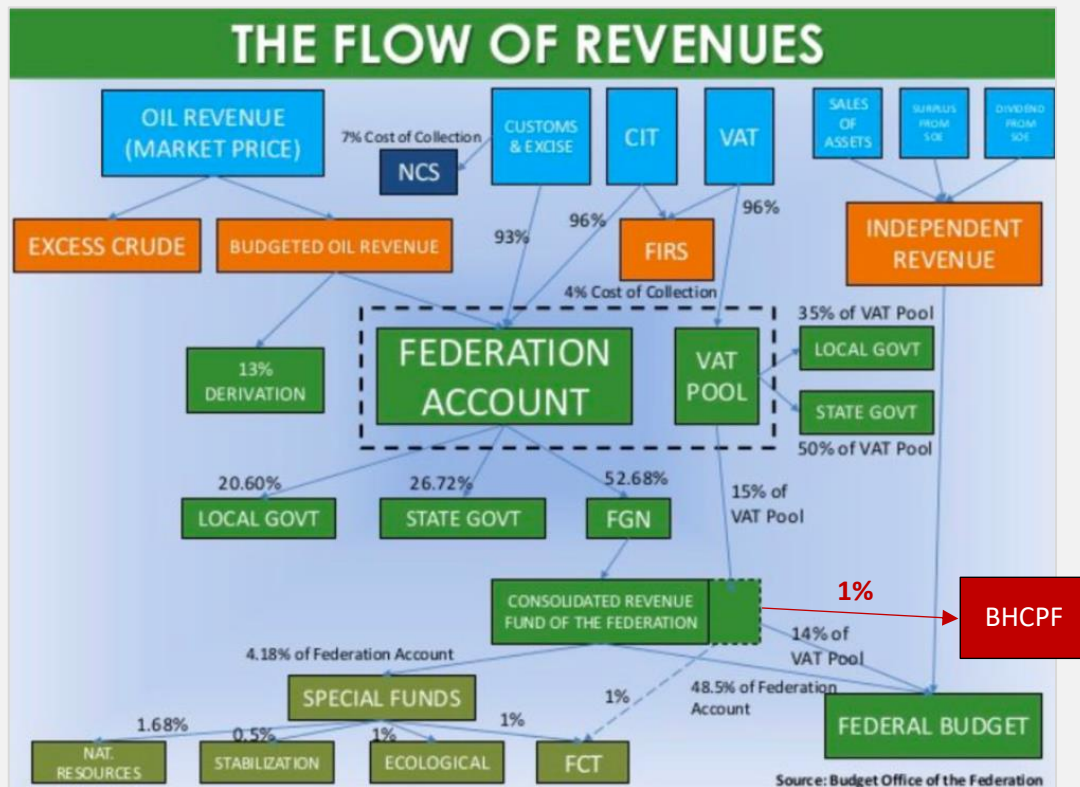 THE FLOW OF REVENUES
OIL REVENUE
(MARKET PRICE)
7% Cost of Collection
NCS
CUSTOMS
& EXCISE
CIT
VAT
SALES
OF
ASSETS
SURPLUS
FROM
SOE
DIVIDEND
FROM
SOE
EXCESS CRUDE
BUDGETED OIL REVENUE
93%
96%
FIRS
96%
4% Cost of Collection
INDEPENDENT
REVENUE
13%
DERIVATION
FEDERATION
ACCOUNT
VAT
POOL
35% of VAT Pool
LOCAL GOVT
STATE GOVT
50% of VAT Pool
20.60%
LOCAL GOVT
26.72%
STATE GOVT
52.68%
FGN
15% of
VAT Pool
CONSOLIDATED REVENUE
FUND OF THE FEDERATION
1%
BHCPF
14% of
VAT Pool
4.18% of Federation Account
SPECIAL FUNDS
1%
48.5% of Federation
Account
FEDERAL BUDGET
1.68%
0.5%
1%
1%
NAT.
RESOURCES
STABILIZATION
ECOLOGICAL
FCT
Source: Budget Office of the Federation